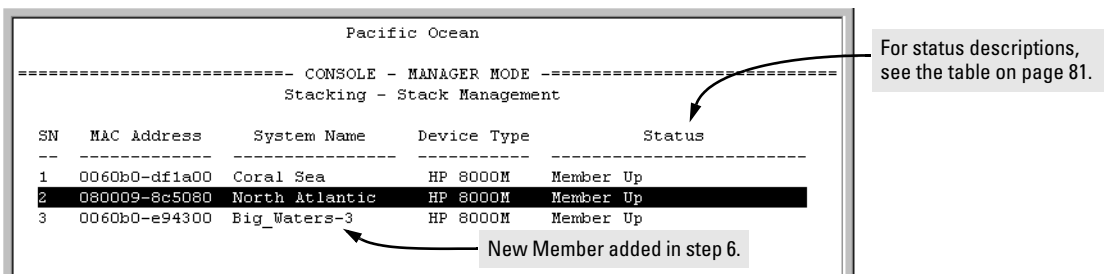 Pacific Ocean
==========================- CONSOLE - MANAGER MODE -============================
Stacking - Stack Management
SN MAC Address System Name Device Type Status
-- ------------- ---------------- ----------- -------------------------
1 0060b0-df1a00 Coral Sea HP 8000M Member Up
2 080009-8c5080 North Atlantic HP 8000M Member Up
3 0060b0-e94300 Big_Waters-3 HP 8000M Member Up
For status descriptions,
see the table on page 81.
New Member added in step 6.